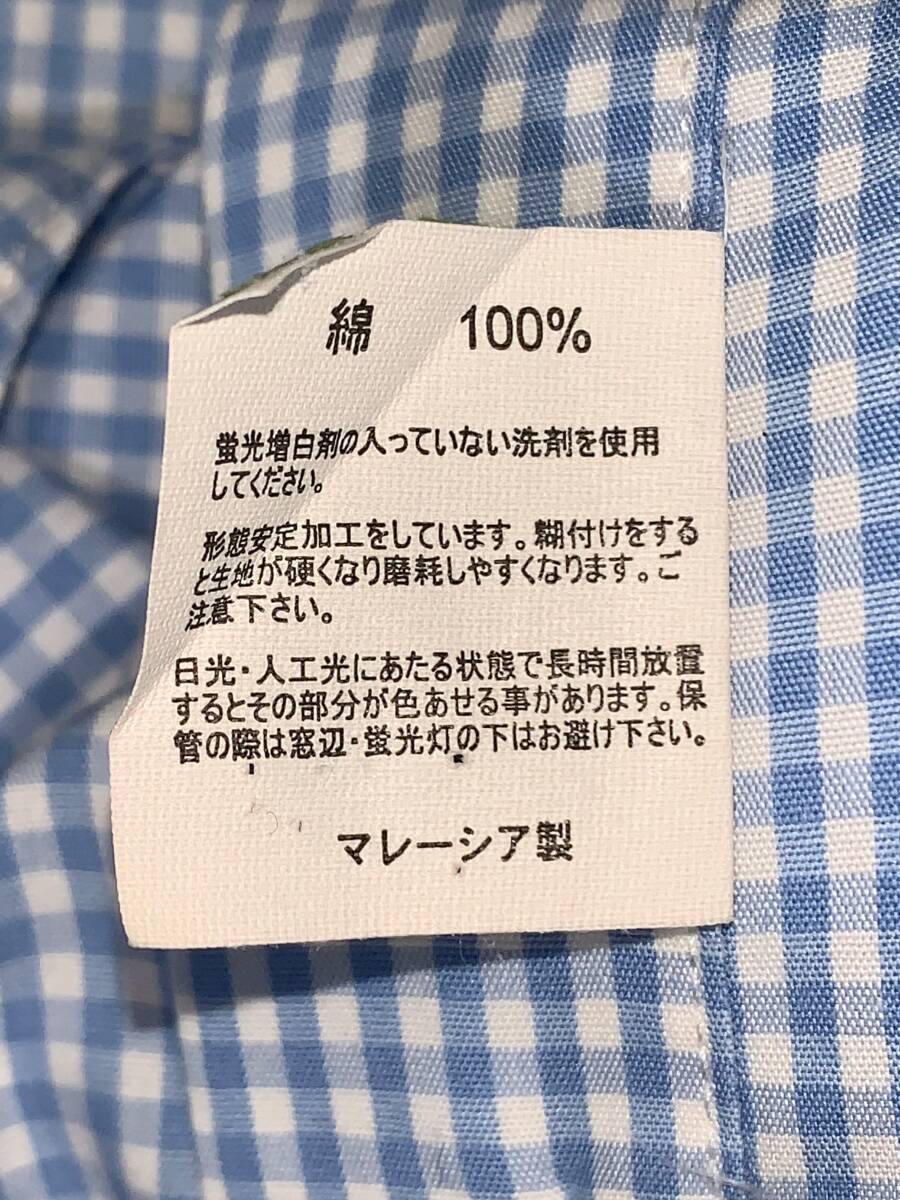 綿 100%
蛍光増白剤の入っていない洗剤を使用
してください。
形態安定加工をしています。糊付けをする
と生地が硬くなり磨耗しやすくなります。ご
注意下さい。
日光・人工光にあたる状態で長時間放置
するとその部分が色あせる事があります。保
管の際は窓辺・蛍光灯の下はお避け下さい。
マレーシア製